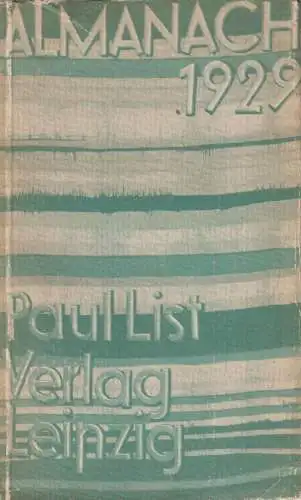 ALMANACH
1929
Paul List
Verlag
Leipzig